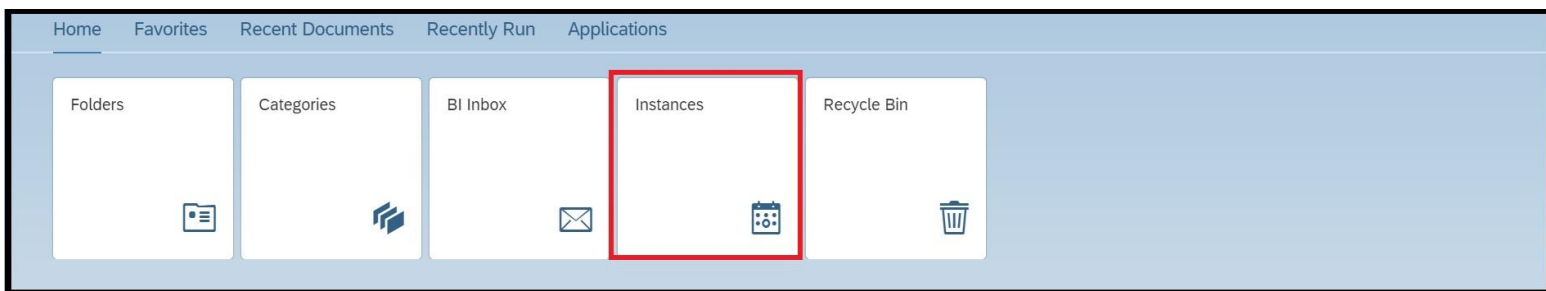 Home Favorites Recent Documents Recently Run Applications
Folders Categories BI Inbox Instances Recycle Bin